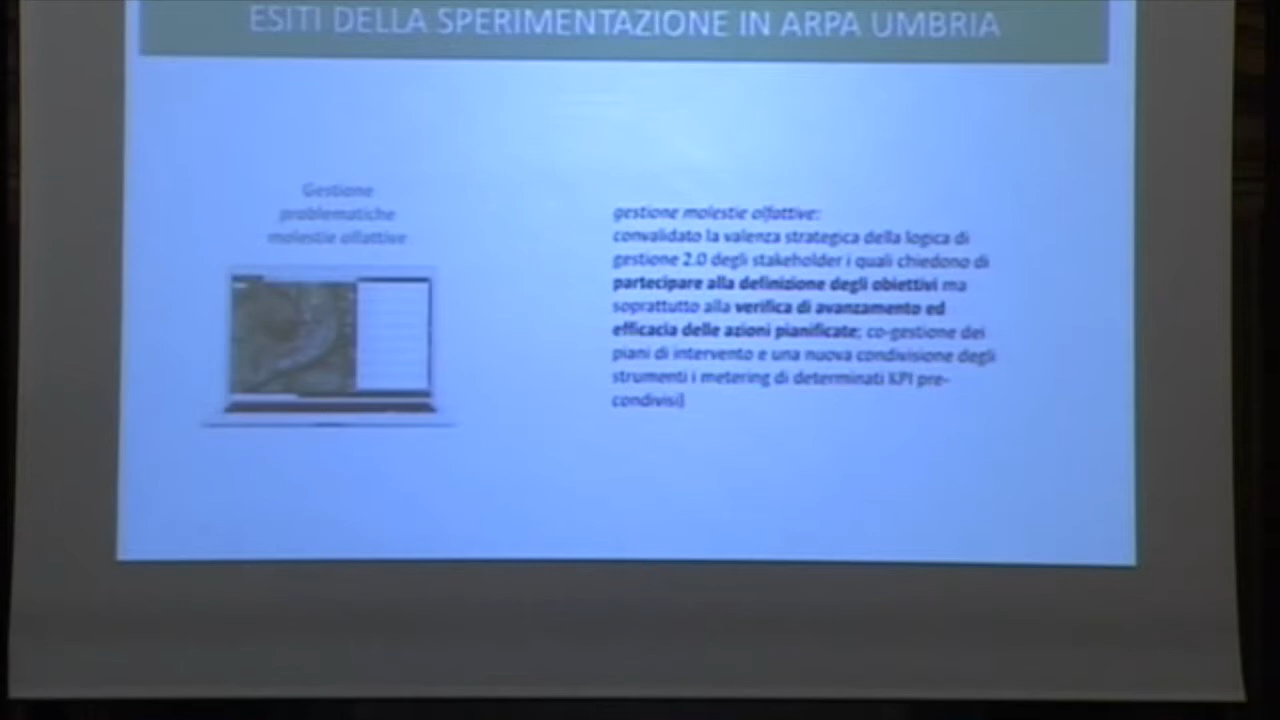 ESITI DELLA SPERIMENTAZIONE IN ARPA UMBRIA
Gestione
problematiche
molestie olfattive
gestione molestie olfattive:
convalidato la valenza strategica della logica di
gestione 2.0 degli stakeholder i quali chiedono di
partecipare alla definizione degli obiettivi ma
soprattutto alla verifica di avanzamento ed
efficacia delle azioni pianificate; co-gestione dei
piani di intervento e una nuova condivisione degli
strumenti i metering di determinati KPI pre-
condivisi]